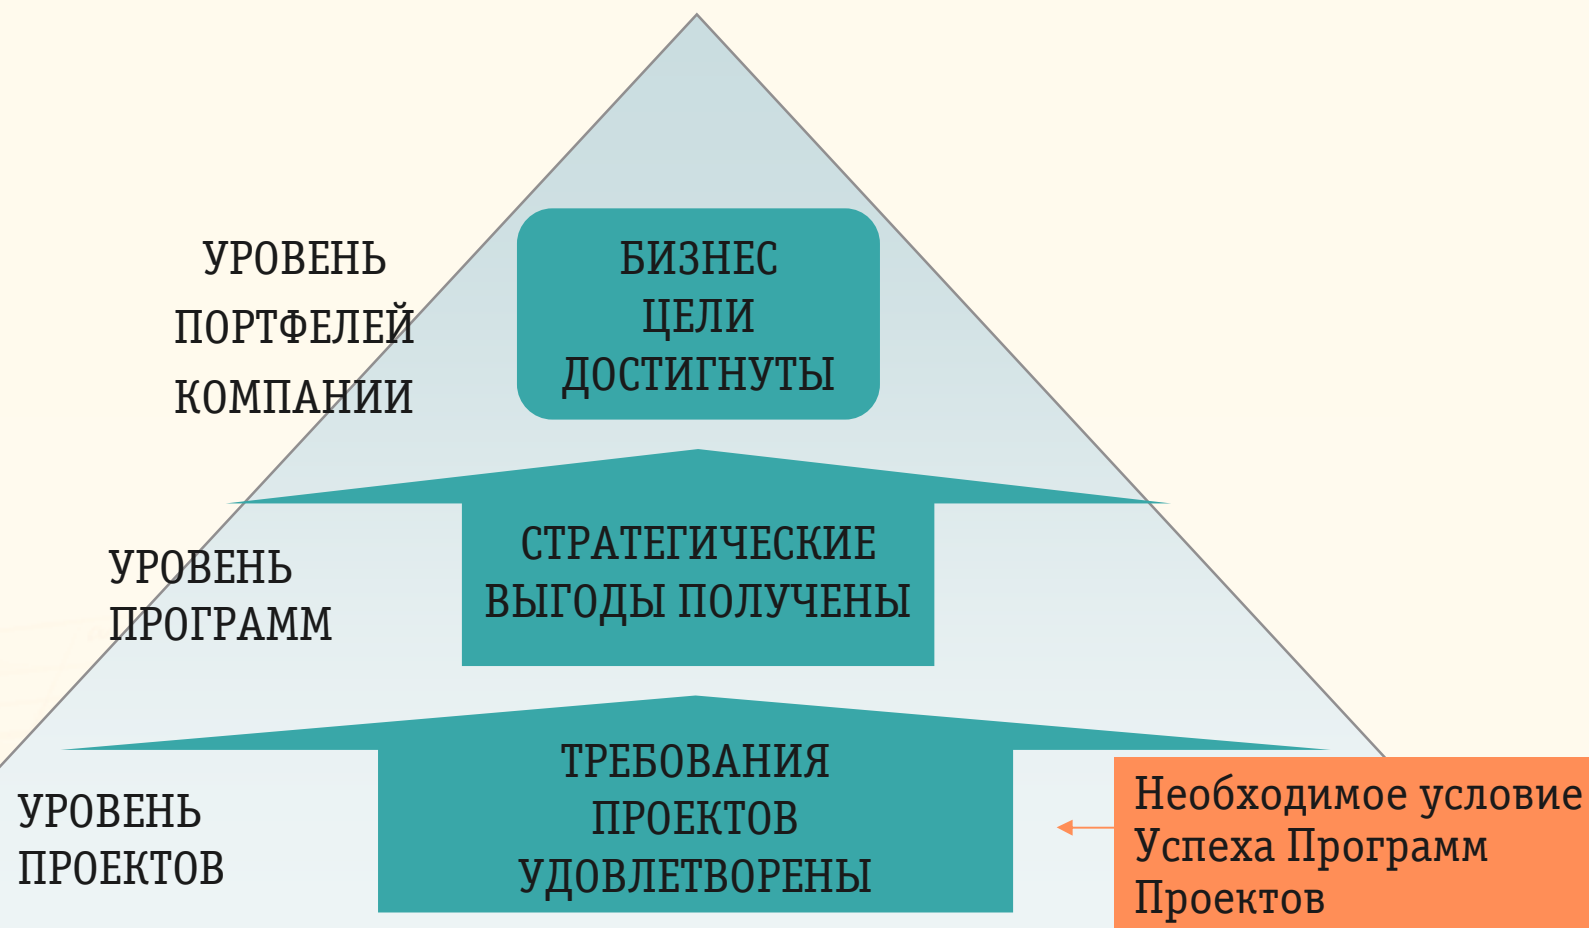 УРОВЕНЬ
ПОРТФЕЛЕЙ
КОМПАНИИ
БИЗНЕС
ЦЕЛИ
ДОСТИГНУТЫ
УРОВЕНЬ
ПРОГРАММ
СТРАТЕГИЧЕСКИЕ
ВЫГОДЫ ПОЛУЧЕНЫ
УРОВЕНЬ
ПРОЕКТОВ
ТРЕБОВАНИЯ
ПРОЕКТОВ
УДОВЛЕТВОРЕНЫ
Необходимое условие
Успеха Программ
Проектов